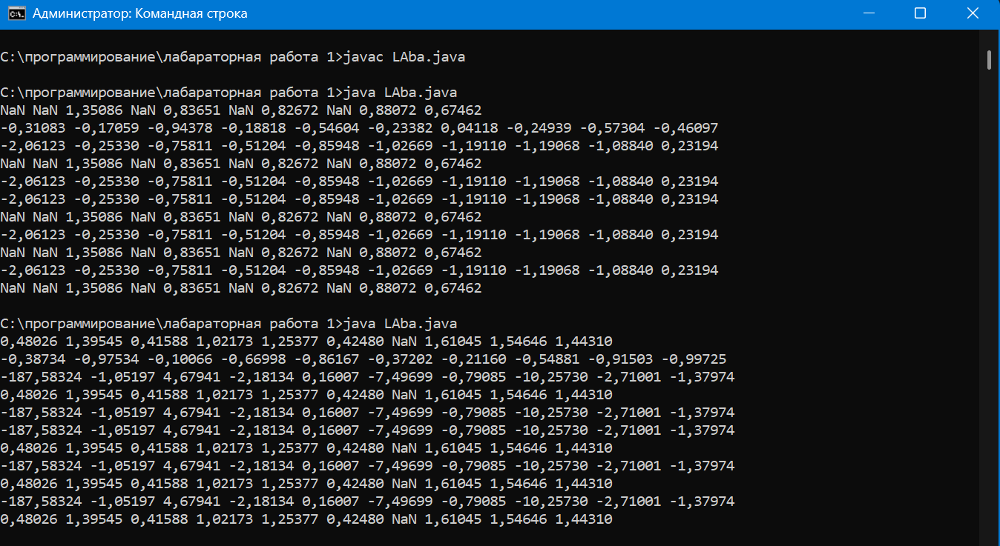 Администратор: Командная строка
C:\программирование\лабараторная работа 1>javac LAba.java
C:\программирование\лабараторная работа 1>java LAba.java
NaN NaN 1,35086 NaN 0,83651 NaN 0,82672 NaN 0,88072 0,67462
-0,31083 -0,17059 -0,94378 -0,18818 -0,54604 -0,23382 0,04118 -0,24939 -0,57304 -0,46097
-2,06123 -0,25330 -0,75811 -0,51204 -0,85948 -1,02669 -1,19110 -1,19068 -1,08840 0,23194
NaN NaN 1,35086 NaN 0,83651 NaN 0,82672 NaN 0,88072 0,67462
-2,06123 -0,25330 -0,75811 -0,51204 -0,85948 -1,02669 -1,19110 -1,19068 -1,08840 0,23194
-2,06123 -0,25330 -0,75811 -0,51204 -0,85948 -1,02669 -1,19110 -1,19068 -1,08840 0,23194
NaN NaN 1,35086 NaN 0,83651 NaN 0,82672 NaN 0,88072 0,67462
-2,06123 -0,25330 -0,75811 -0,51204 -0,85948 -1,02669 -1,19110 -1,19068 -1,08840 0,23194
NaN NaN 1,35086 NaN 0,83651 NaN 0,82672 NaN 0,88072 0,67462
-2,06123 -0,25330 -0,75811 -0,51204 -0,85948 -1,02669 -1,19110 -1,19068 -1,08840 0,23194
NaN NaN 1,35086 NaN 0,83651 NaN 0,82672 NaN 0,88072 0,67462
C:\программирование\лабараторная работа 1>java LAba.java
0,48026 1,39545 0,41588 1,02173 1,25377 0,42480 NaN 1,61045 1,54646 1,44310
-0,38734 -0,97534 -0,10066 -0,66998 -0,86167 -0,37202 -0,21160 -0,54881 -0,91503 -0,99725
-187,58324 -1,05197 4,67941 -2,18134 0,16007 -7,49699 -0,79085 -10,25730 -2,71001 -1,37974
0,48026 1,39545 0,41588 1,02173 1,25377 0,42480 NaN 1,61045 1,54646 1,44310
-187,58324 -1,05197 4,67941 -2,18134 0,16007 -7,49699 -0,79085 -10,25730 -2,71001 -1,37974
-187,58324 -1,05197 4,67941 -2,18134 0,16007 -7,49699 -0,79085 -10,25730 -2,71001 -1,37974
0,48026 1,39545 0,41588 1,02173 1,25377 0,42480 NaN 1,61045 1,54646 1,44310
-187,58324 -1,05197 4,67941 -2,18134 0,16007 -7,49699 -0,79085 -10,25730 -2,71001 -1,37974
0,48026 1,39545 0,41588 1,02173 1,25377 0,42480 NaN 1,61045 1,54646 1,44310
-187,58324 -1,05197 4,67941 -2,18134 0,16007 -7,49699 -0,79085 -10,25730 -2,71001 -1,37974
0,48026 1,39545 0,41588 1,02173 1,25377 0,42480 NaN 1,61045 1,54646 1,44310